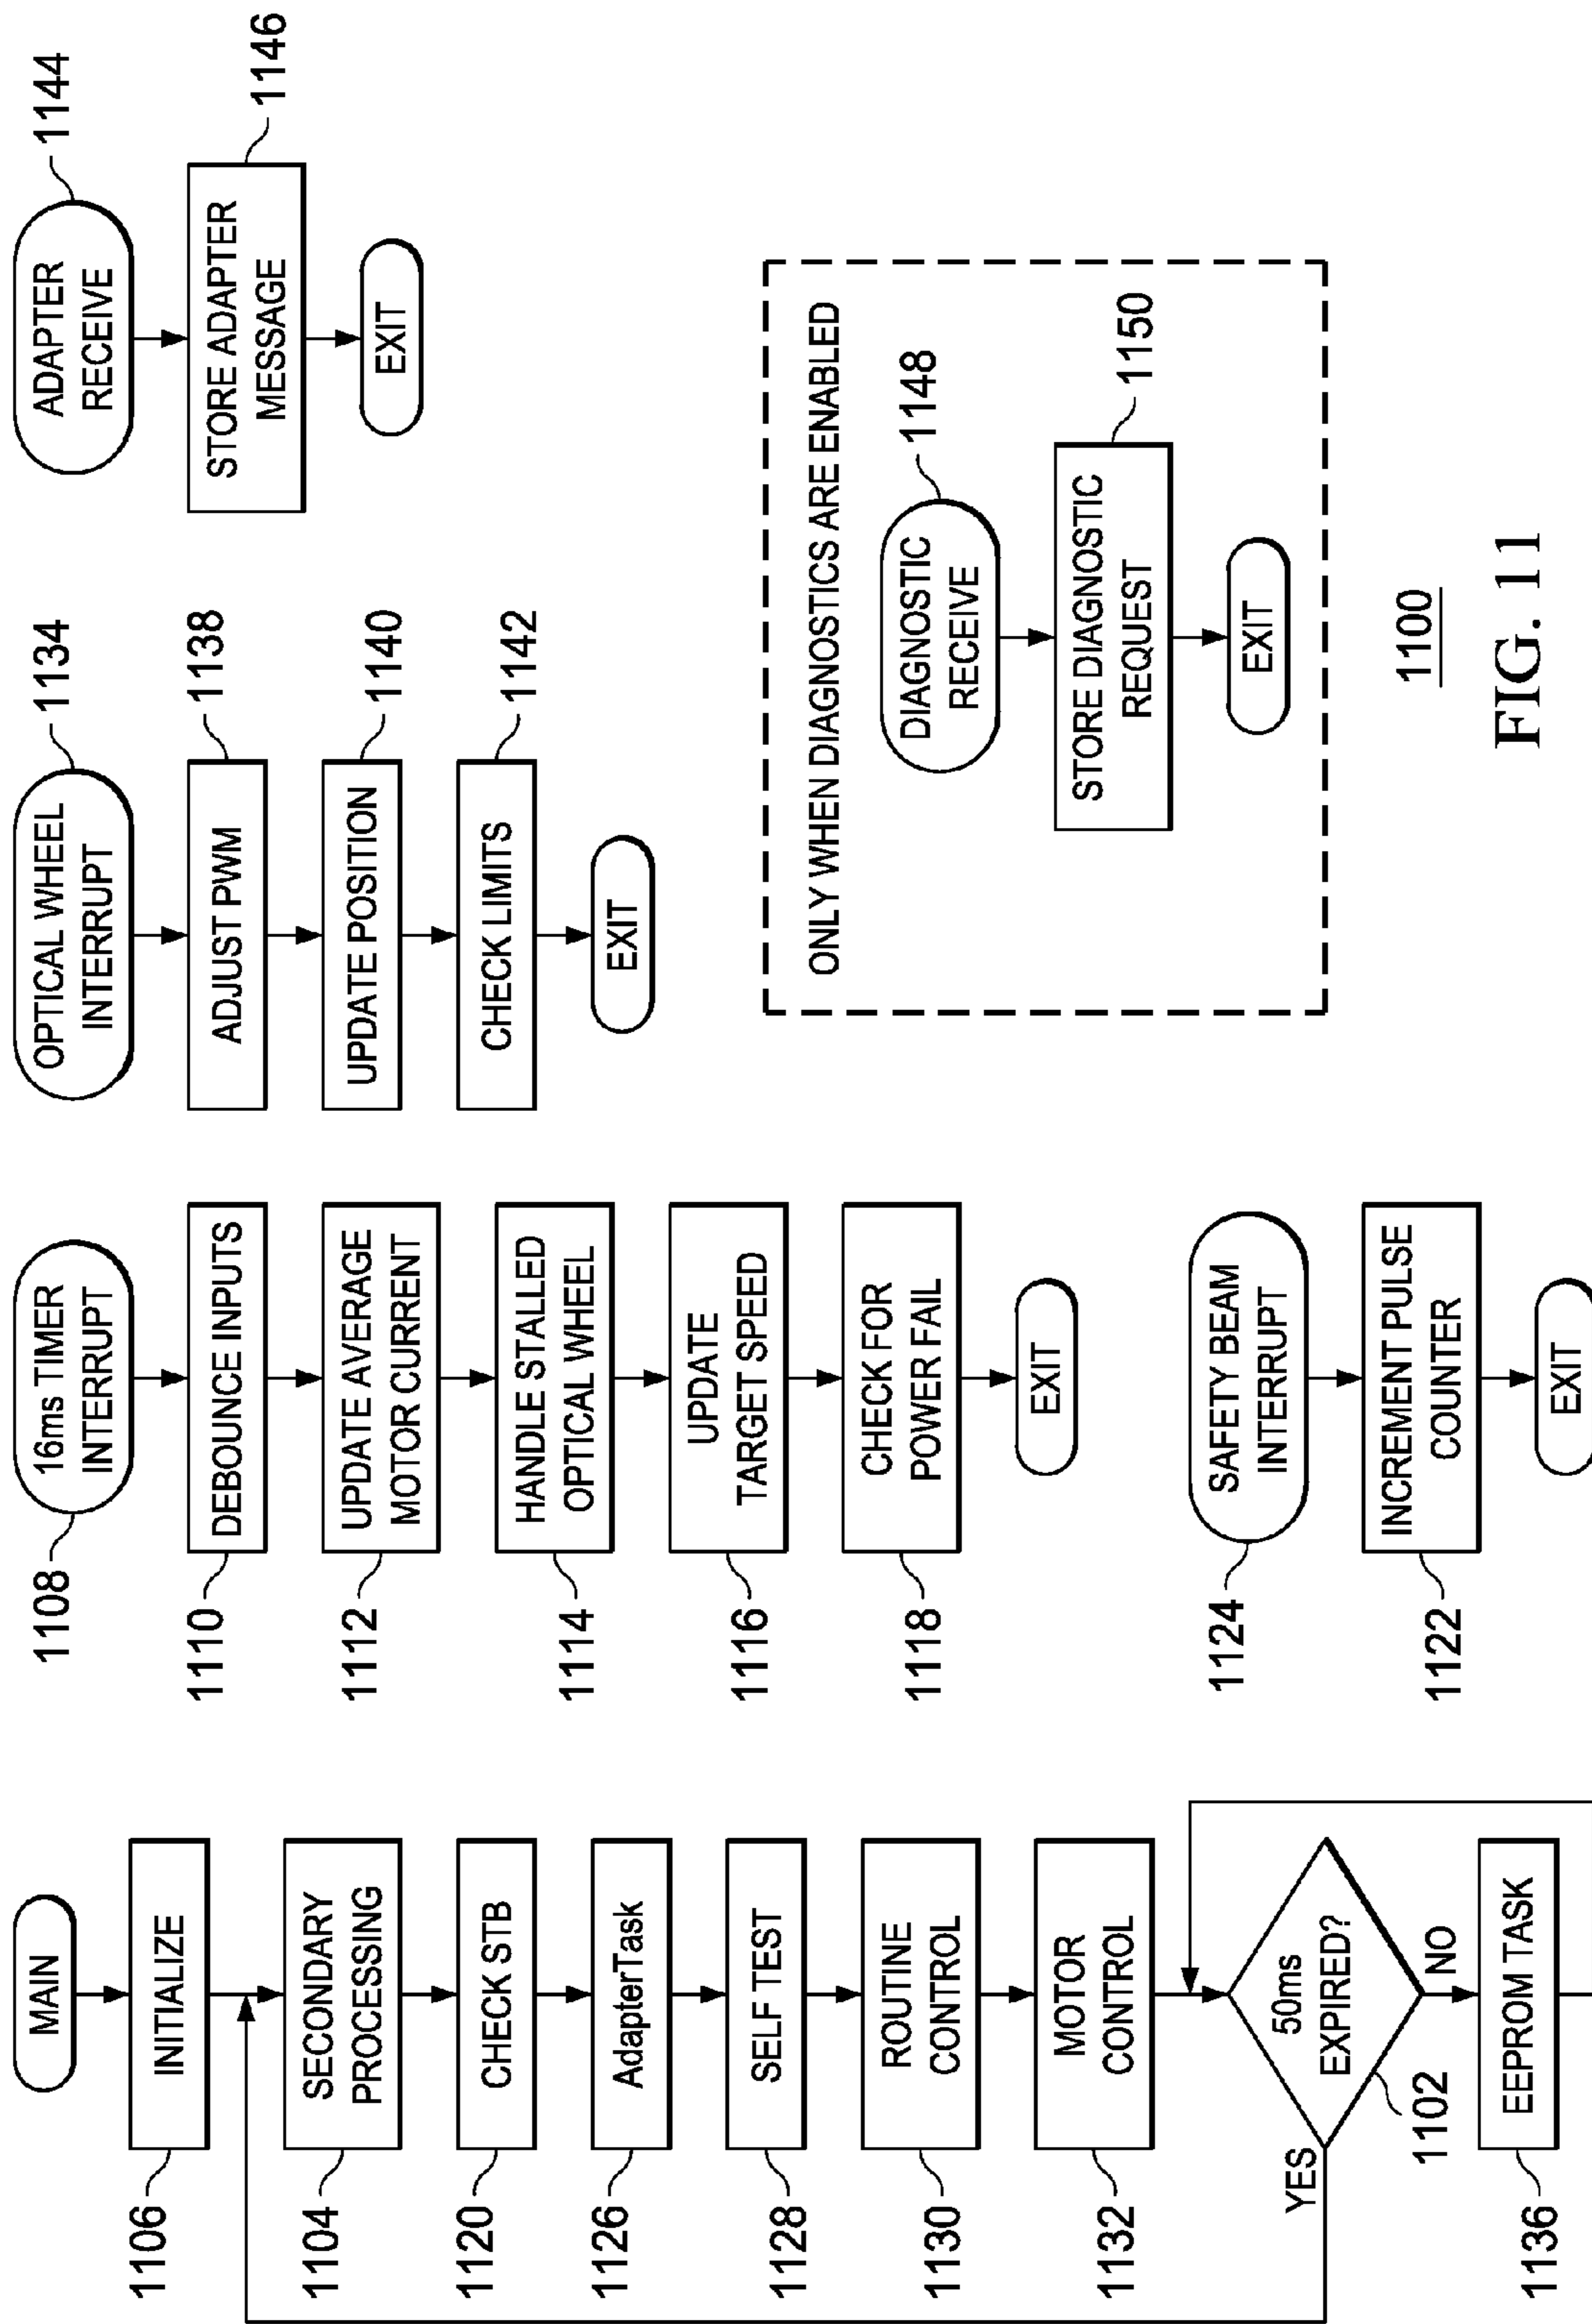 MAIN
1106
INITIALIZE
1104
SECONDARY
PROCESSING
1120
CHECK STB
1126
AdapterTask
1128
SELF TEST
1130
ROUTINE
CONTROL
1132
MOTOR
CONTROL
50ms
EXPIRED?
YES
1102
NO
1136
EEPROM TASK
1108
16ms TIMER
INTERRUPT
1110
DEBOUNCE INPUTS
1112
UPDATE AVERAGE
MOTOR CURRENT
1114
HANDLE STALLED
OPTICAL WHEEL
1116
UPDATE
TARGET SPEED
1118
CHECK FOR
POWER FAIL
EXIT
1124
SAFETY BEAM
INTERRUPT
1122
INCREMENT PULSE
COUNTER
EXIT
OPTICAL WHEEL
INTERRUPT
1134
ADJUST PWM
1138
UPDATE POSITION
1140
CHECK LIMITS
1142
EXIT
ADAPTER
RECEIVE
1144
STORE ADAPTER
MESSAGE
1146
EXIT
ONLY WHEN DIAGNOSTICS ARE ENABLED
DIAGNOSTIC
RECEIVE
1148
STORE DIAGNOSTIC
REQUEST
1150
EXIT
1100
FIG. 11